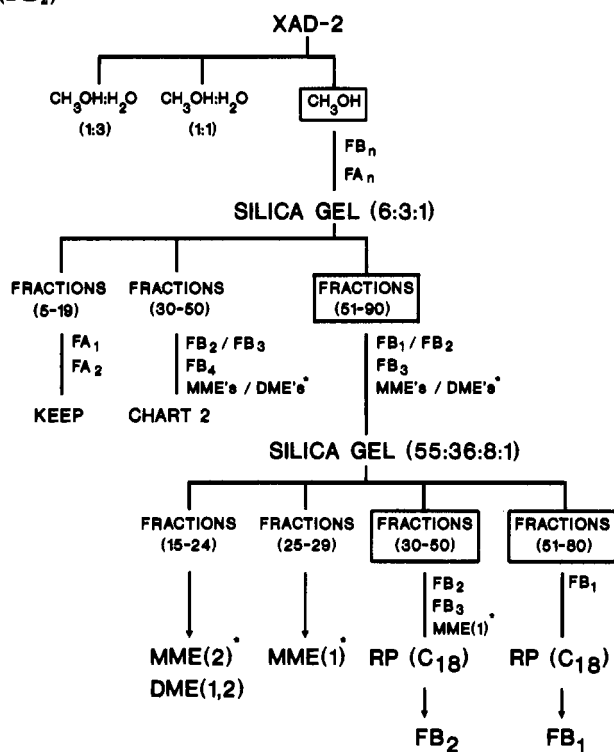 XAD-2
CH₃OH:H₂O CH₃OH:H₂O CH₃OH
(1:3) (1:1)
FBₙ
FAₙ
SILICA GEL (6:3:1)
FRACTIONS FRACTIONS FRACTIONS
(5-19) (30-50) (51-90)
FA₁ FB₂ / FB₃ FB₁ / FB₂
FA₂ FB₄ FB₃
MME's / DME's* MME's / DME's*
KEEP CHART 2
SILICA GEL (55:36:8:1)
FRACTIONS FRACTIONS FRACTIONS FRACTIONS
(15-24) (25-29) (30-50) (51-80)
FB₂ FB₁
FB₃
MME(1)*
MME(2)* MME(1)* RP (C₁₈) RP (C₁₈)
DME(1,2)
FB₂ FB₁